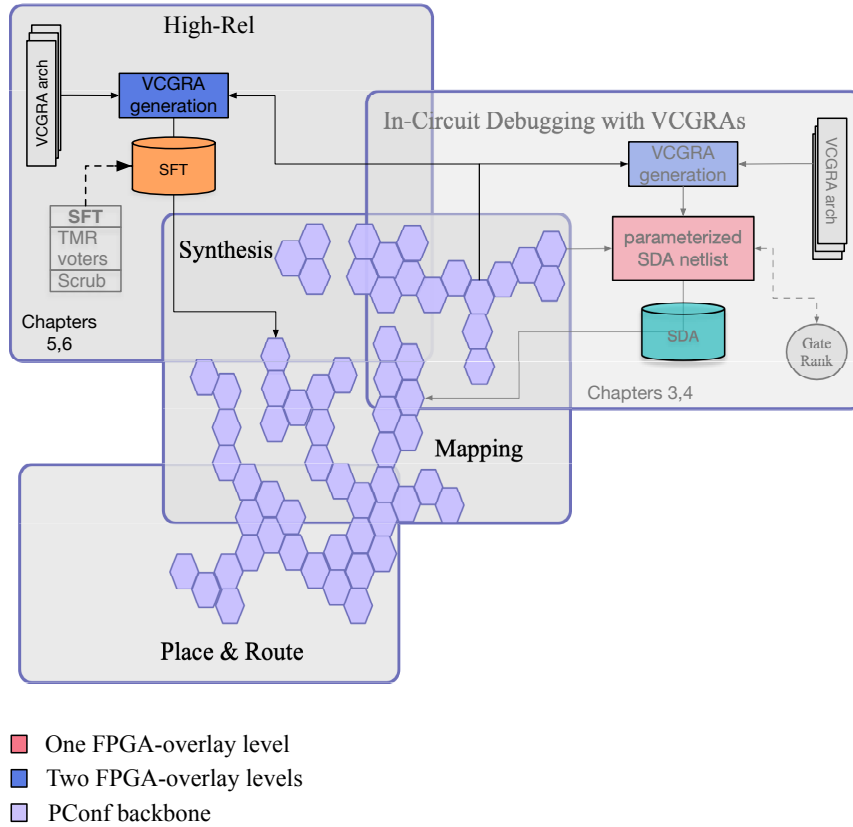 High-Rel
VCGRA arch
VCGRA
generation
SFT
SFT
TMR
voters
Scrub
Chapters
5,6
In-Circuit Debugging with VCGRAs
VCGRA
generation
VCGRA arch
parameterized
SDA netlist
SDA
Gate
Rank
Chapters 3,4
Synthesis
Mapping
Place & Route
One FPGA-overlay level
Two FPGA-overlay levels
PConf backbone